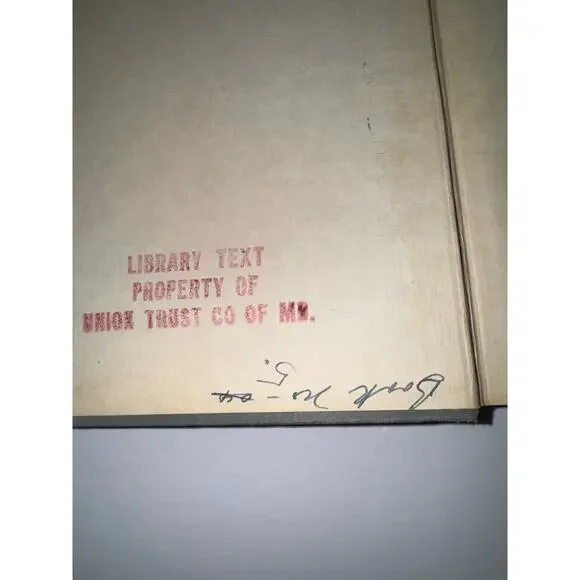 LIBRARY TEXT
PROPERTY OF
UNION TRUST CO OF MD.
Book No -
5.